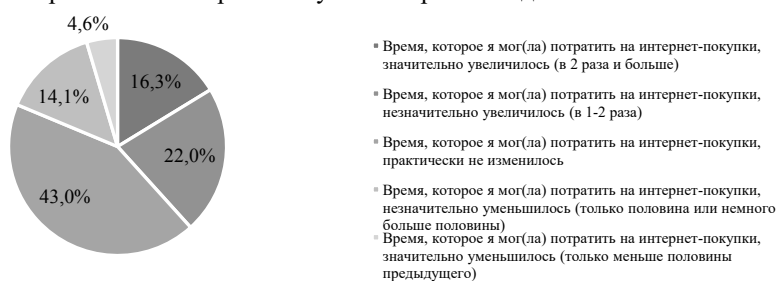 4,6%
16,3%
14,1%
22,0%
43,0%
Время, которое я мог(ла) потратить на интернет-покупки,
значительно увеличилось (в 2 раза и больше)
Время, которое я мог(ла) потратить на интернет-покупки,
незначительно увеличилось (в 1-2 раза)
Время, которое я мог(ла) потратить на интернет-покупки,
практически не изменилось
Время, которое я мог(ла) потратить на интернет-покупки,
незначительно уменьшилось (только половина или немного
больше половины)
Время, которое я мог(ла) потратить на интернет-покупки,
значительно уменьшилось (только меньше половины
предыдущего)